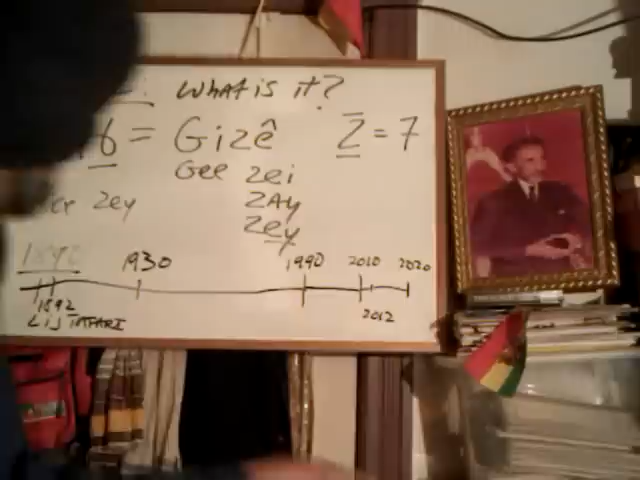 WHAt is it?
6 = Gizê Z = 7
Gee zei
zey ZAy
zey
1930 1990 2010 2020
1892 2012
Lij TAFARI